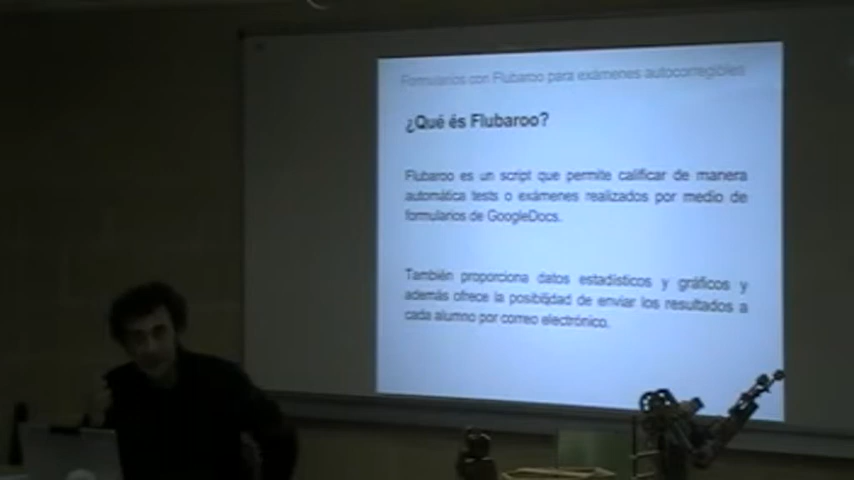 Formularios con Flubaroo para exámenes autocorregibles
¿Qué és Flubaroo?
Flubaroo es un script que permite calificar de manera
automática tests o exámenes realizados por medio de
formularios de GoogleDocs.
También proporciona datos estadísticos y gráficos y
además ofrece la posibilidad de enviar los resultados a
cada alumno por correo electrónico.